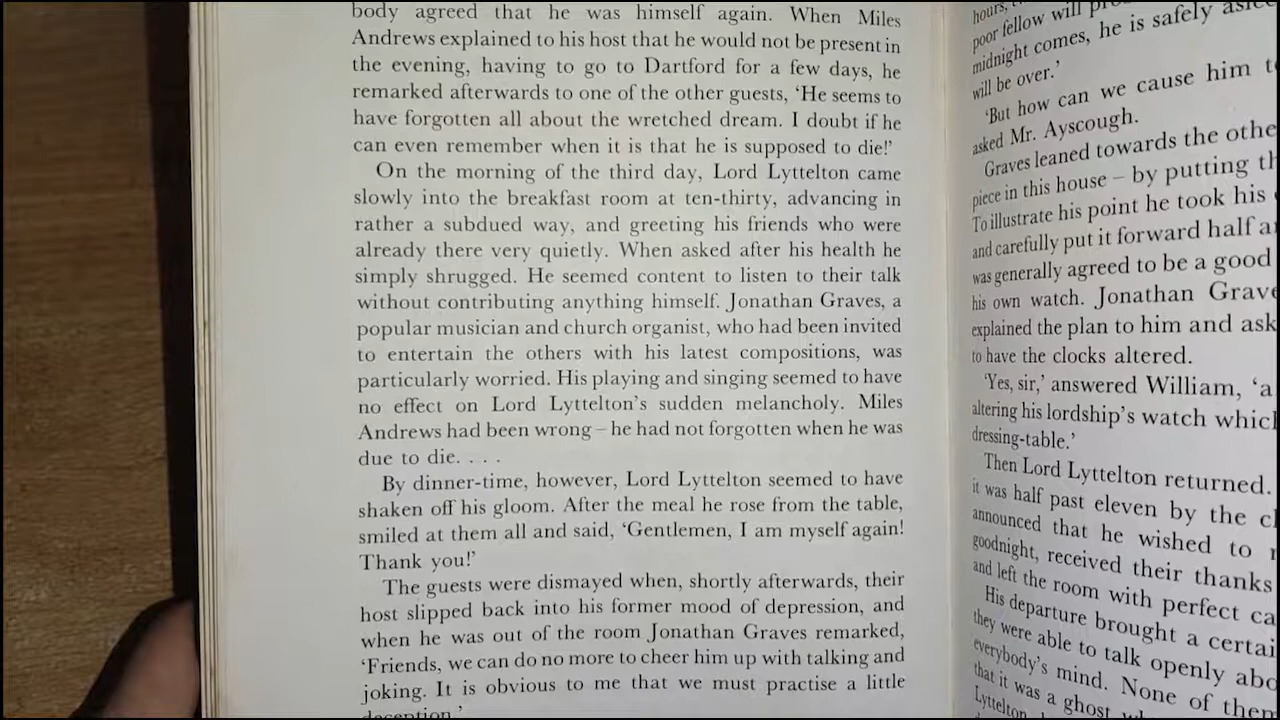 body agreed that he was himself again. When Miles
Andrews explained to his host that he would not be present in
the evening, having to go to Dartford for a few days, he
remarked afterwards to one of the other guests, ‘He seems to
have forgotten all about the wretched dream. I doubt if he
can even remember when it is that he is supposed to die!’
On the morning of the third day, Lord Lyttelton came
slowly into the breakfast room at ten-thirty, advancing in
rather a subdued way, and greeting his friends who were
already there very quietly. When asked after his health he
simply shrugged. He seemed content to listen to their talk
without contributing anything himself. Jonathan Graves, a
popular musician and church organist, who had been invited
to entertain the others with his latest compositions, was
particularly worried. His playing and singing seemed to have
no effect on Lord Lyttelton’s sudden melancholy. Miles
Andrews had been wrong – he had not forgotten when he was
due to die. . . .
By dinner-time, however, Lord Lyttelton seemed to have
shaken off his gloom. After the meal he rose from the table,
smiled at them all and said, ‘Gentlemen, I am myself again!
Thank you!’
The guests were dismayed when, shortly afterwards, their
host slipped back into his former mood of depression, and
when he was out of the room Jonathan Graves remarked,
‘Friends, we can do no more to cheer him up with talking and
joking. It is obvious to me that we must practise a little
deception.’
hours,
poor fellow will
midnight comes, he is safely
will be over.’
‘But how can we cause him
asked Mr. Ayscough.
Graves leaned towards the
piece in this house – by putting
To illustrate his point he took his
and carefully put it forward half
was generally agreed to be a good
his own watch. Jonathan
explained the plan to him and
to have the clocks altered.
‘Yes, sir,’ answered William,
altering his lordship’s watch
dressing-table.’
Then Lord Lyttelton returned.
it was half past eleven by the
announced that he wished to
goodnight, received their thanks
and left the room with perfect
His departure brought a
they were able to talk openly
everybody’s mind. None of
that it was a ghost
Lyttelton